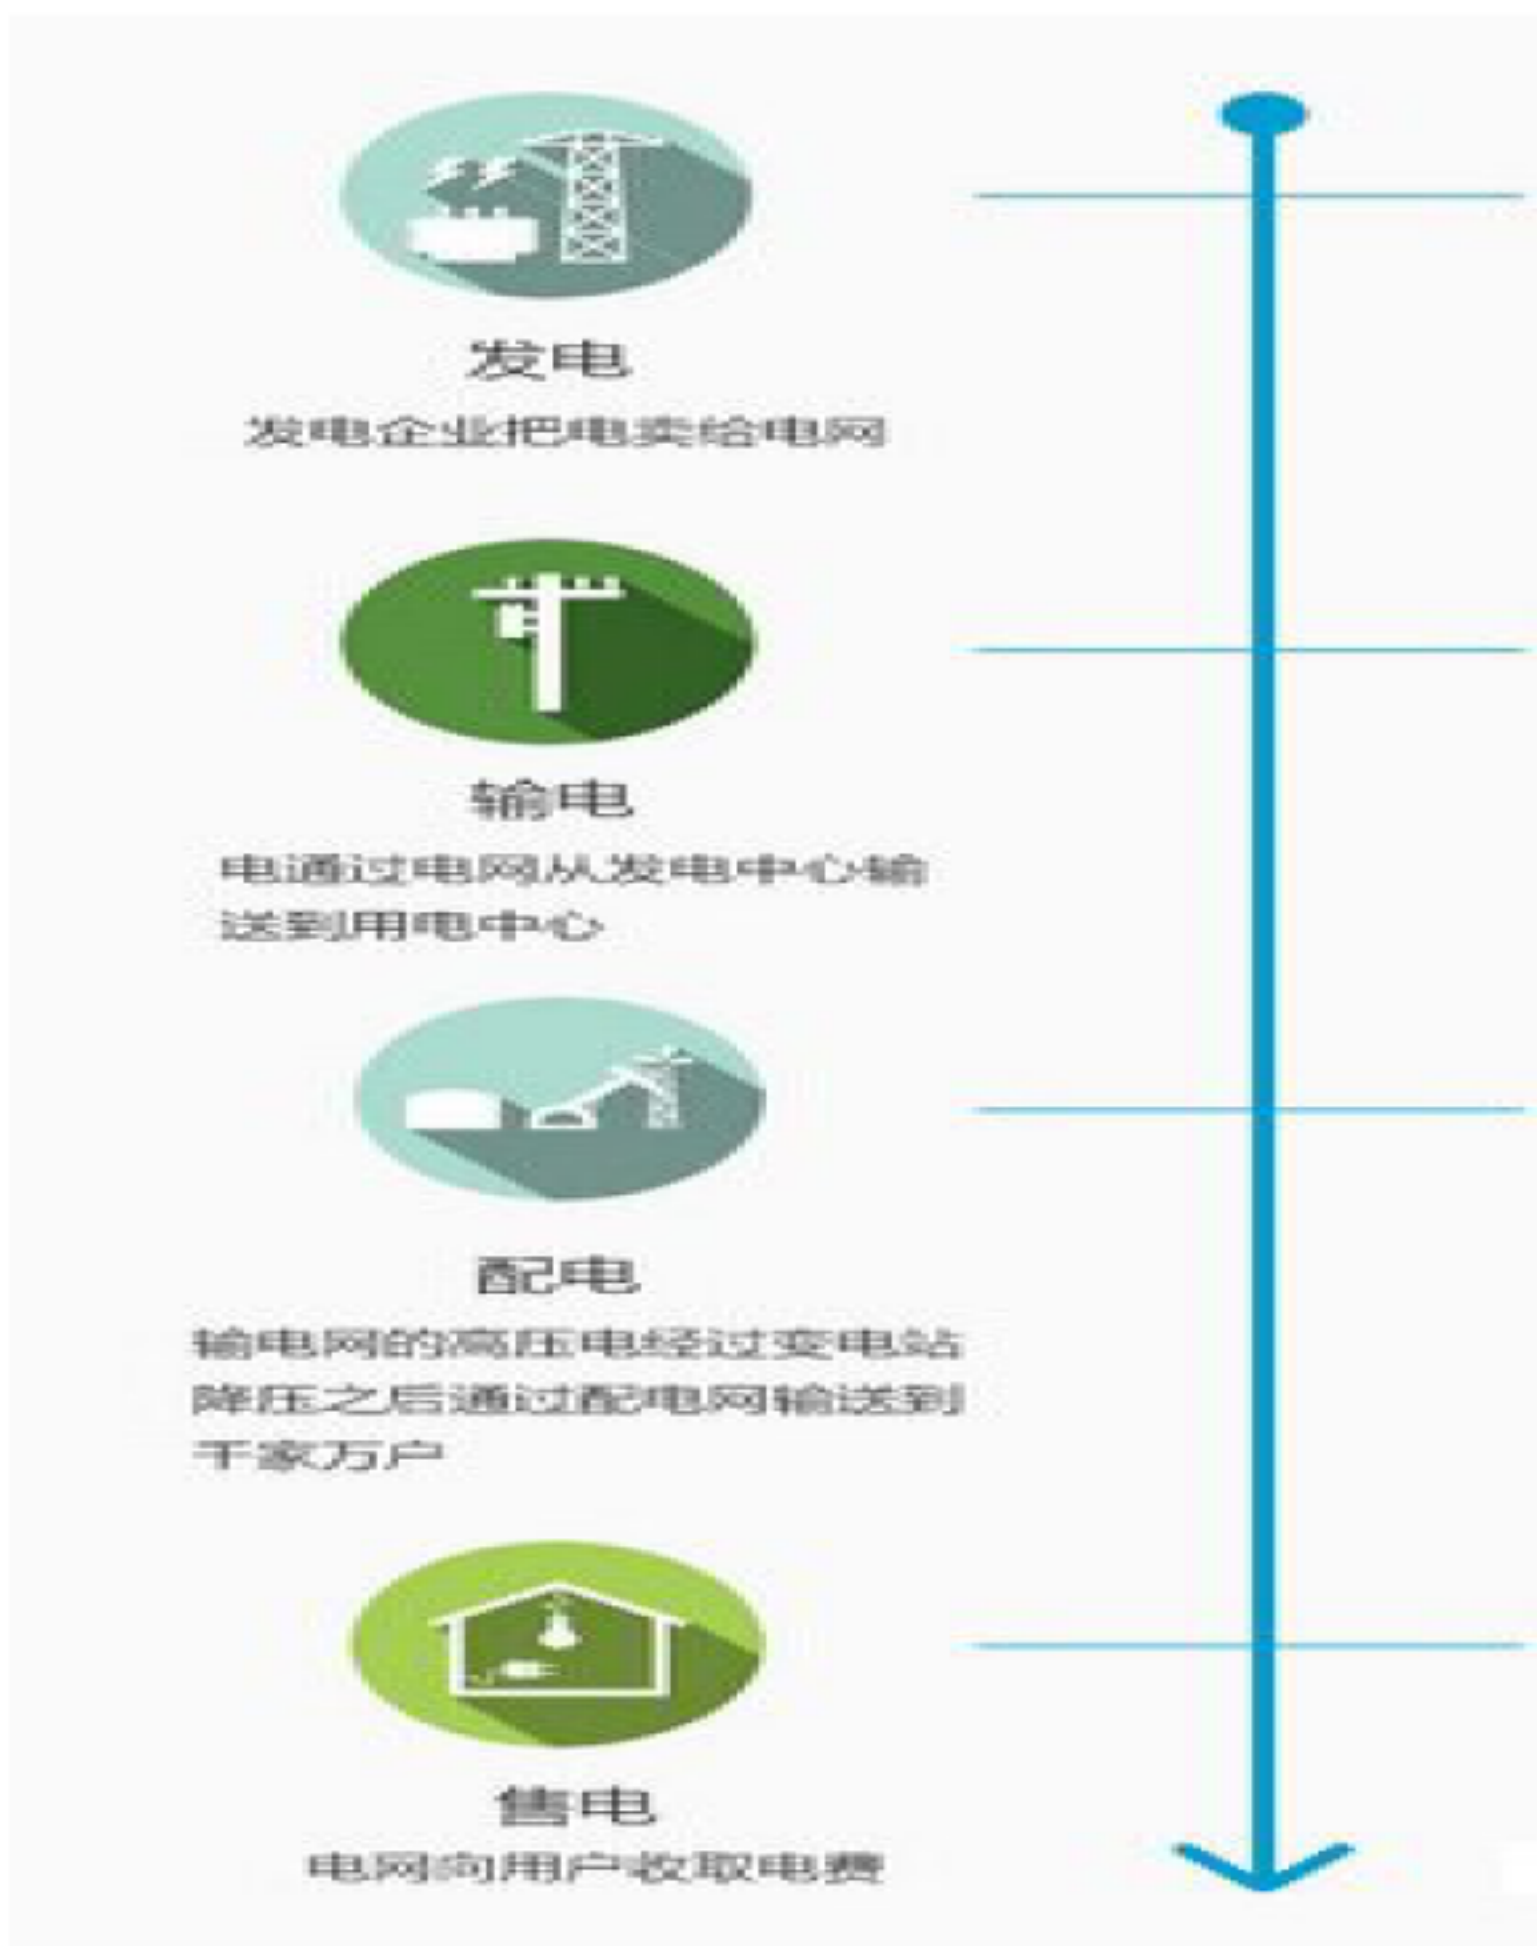 发电
发电企业把电卖给电网
输电
电通过电网从发电中心输
送到用电中心
配电
输电网的高压电经过变电站
降压之后通过配电网输送到
千家万户
售电
电网向用户收取电费